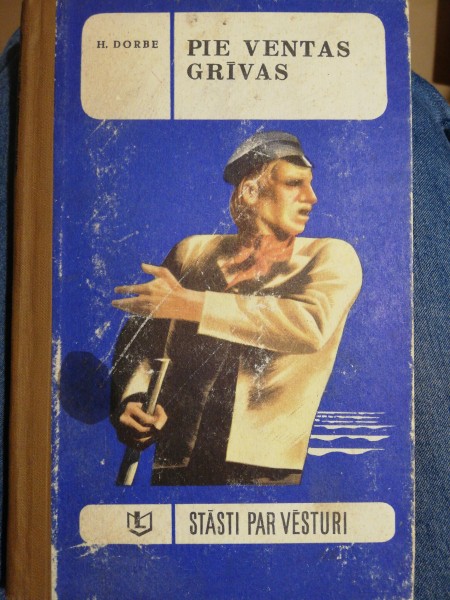 H. DORBE
PIE VENTAS
GRĪVAS
STĀSTI PAR VĒSTURI